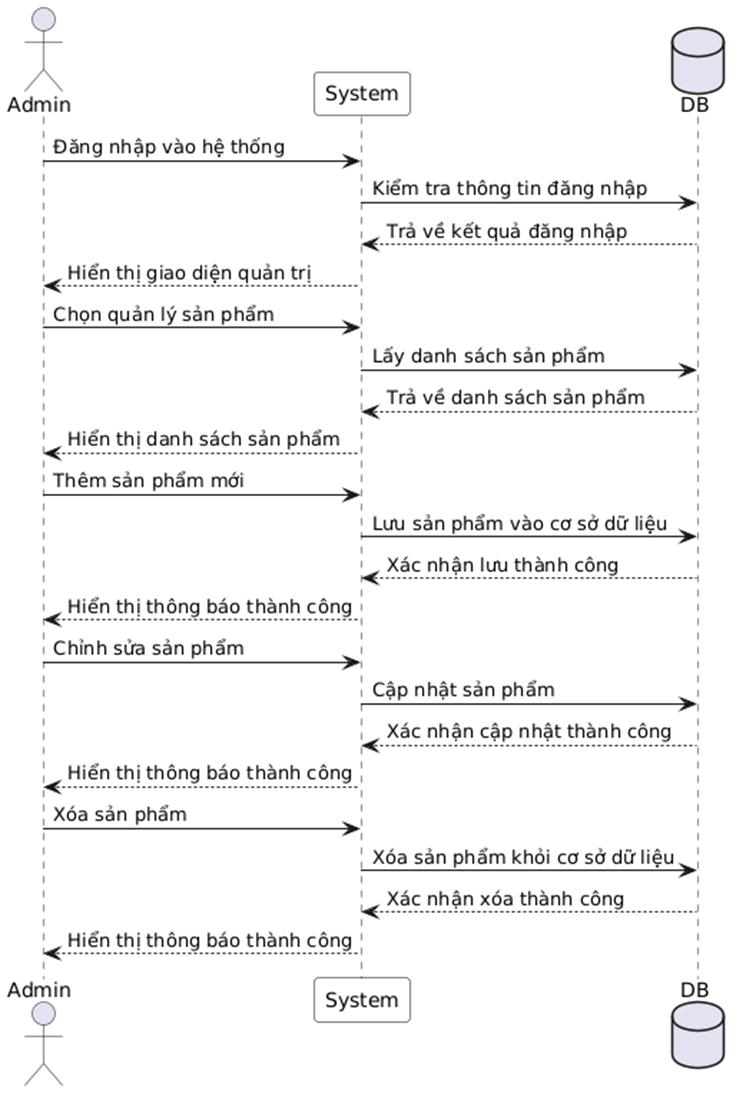 Admin
System
DB
Đăng nhập vào hệ thống
Kiểm tra thông tin đăng nhập
Trả về kết quả đăng nhập
Hiển thị giao diện quản trị
Chọn quản lý sản phẩm
Lấy danh sách sản phẩm
Trả về danh sách sản phẩm
Hiển thị danh sách sản phẩm
Thêm sản phẩm mới
Lưu sản phẩm vào cơ sở dữ liệu
Xác nhận lưu thành công
Hiển thị thông báo thành công
Chỉnh sửa sản phẩm
Cập nhật sản phẩm
Xác nhận cập nhật thành công
Hiển thị thông báo thành công
Xóa sản phẩm
Xóa sản phẩm khỏi cơ sở dữ liệu
Xác nhận xóa thành công
Hiển thị thông báo thành công
Admin
System
DB